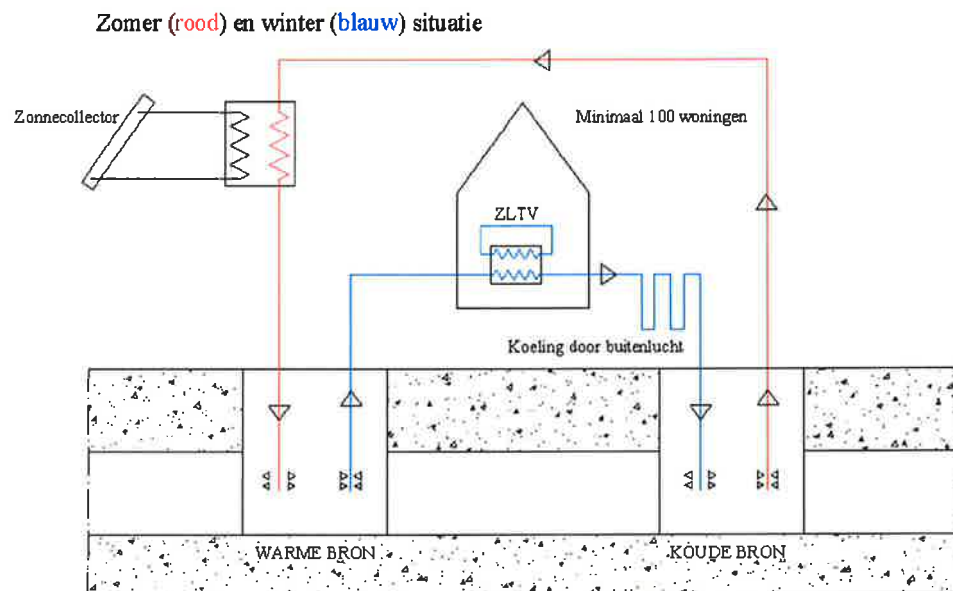 Zomer (rood) en winter (blauw) situatie
Zonnecollector
Minimaal 100 woningen
ZLTV
Koeling door buitenlucht
WARME BRON
KOUDE BRON